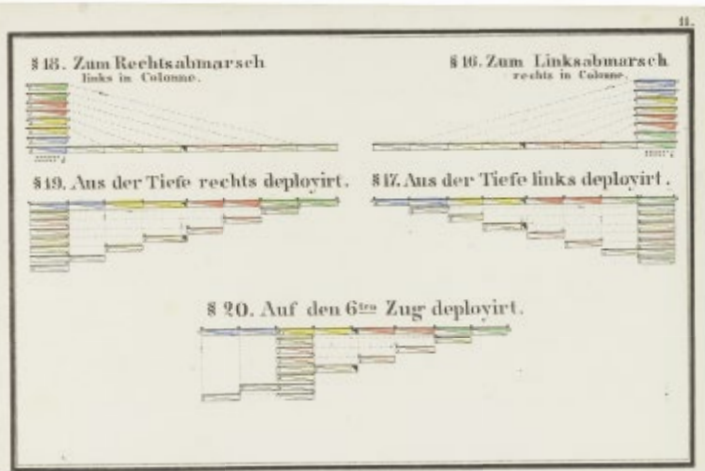 11.
§ 18. Zum Rechtsabmarsch
links in Colonne.
§ 16. Zum Linksabmarsch
rechts in Colonne.
§ 19. Aus der Tiefe rechts deployirt.
§ 17. Aus der Tiefe links deployirt.
§ 20. Auf den 6ten Zug deployirt.